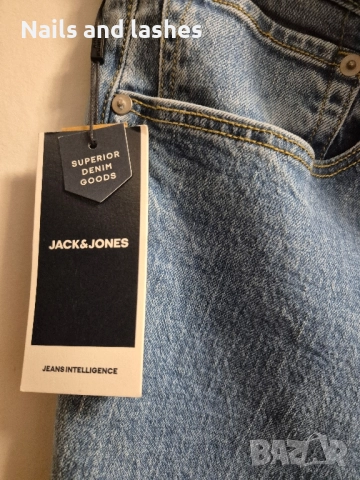 Nails and lashes
SUPERIOR
DENIM
GOODS
JACK&JONES
JEANS INTELLIGENCE
BAZAR